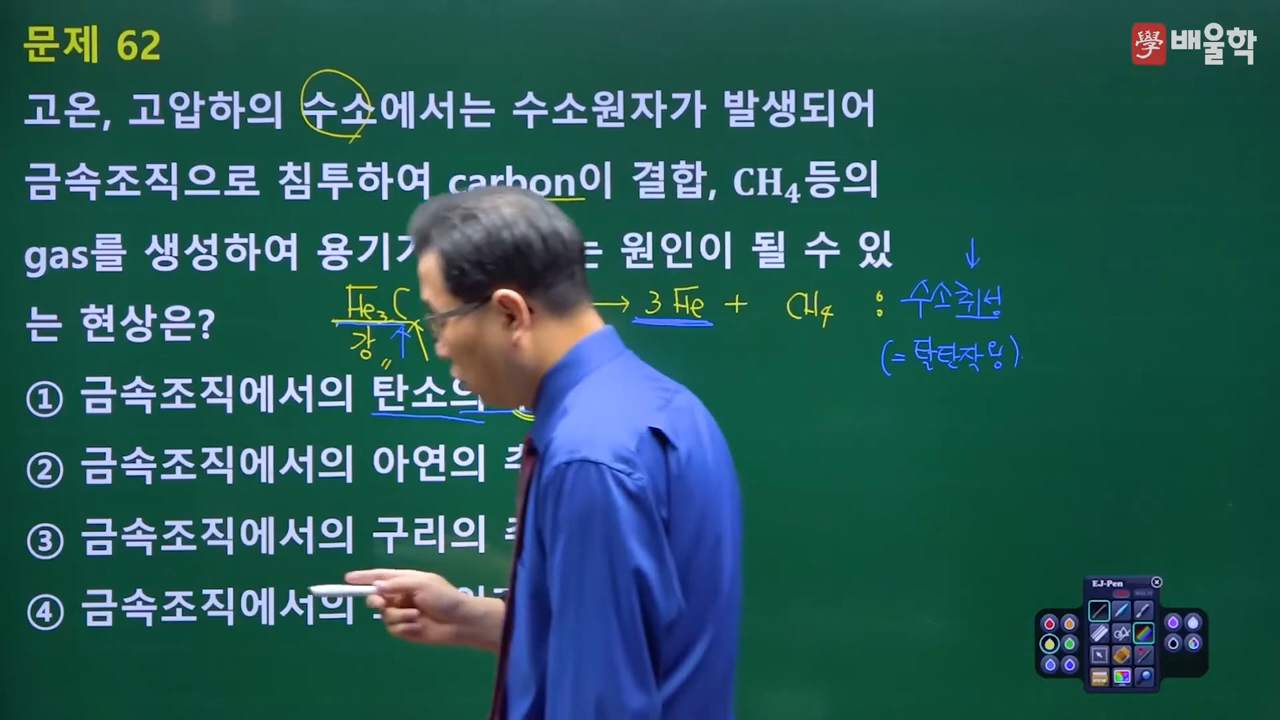 문제 62
學 배울학
고온, 고압하의 수소에서는 수소원자가 발생되어
금속조직으로 침투하여 carbon이 결합, CH₄등의
gas를 생성하여 용기가 는 원인이 될 수 있
는 현상은?
He₃C → 3 He + CH₄ : 수소취성
강 (= 탈탄작용)
① 금속조직에서의 탄소의
② 금속조직에서의 아연의
③ 금속조직에서의 구리의
④ 금속조직에서의
EJ-Pen